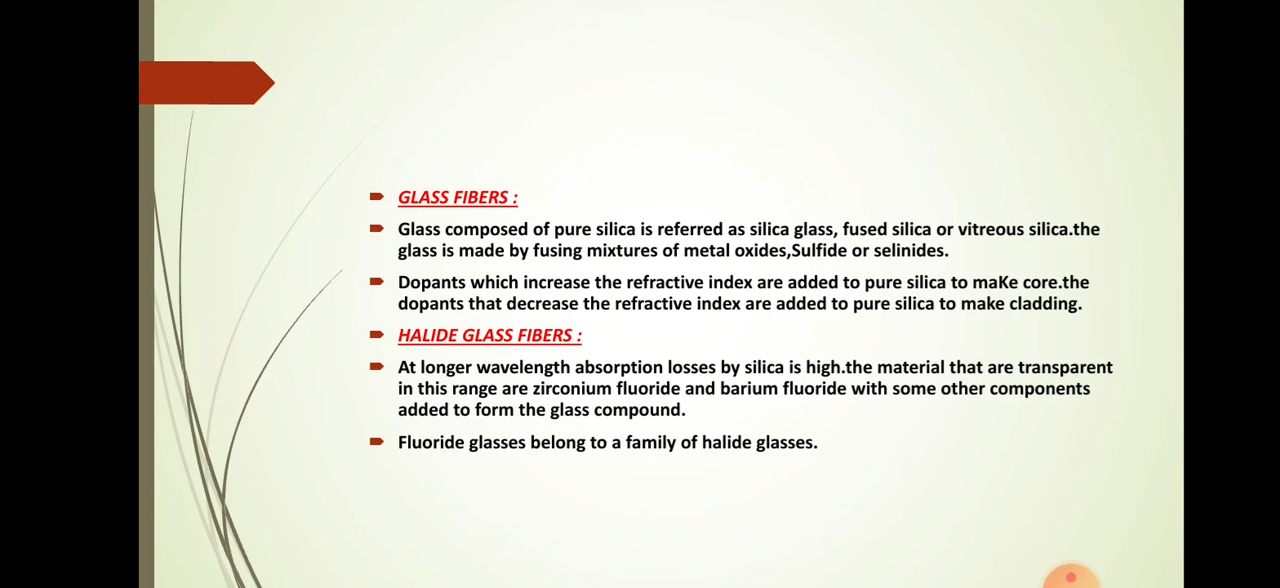 GLASS FIBERS :
Glass composed of pure silica is referred as silica glass, fused silica or vitreous silica.the
glass is made by fusing mixtures of metal oxides,Sulfide or selinides.
Dopants which increase the refractive index are added to pure silica to maKe core.the
dopants that decrease the refractive index are added to pure silica to make cladding.
HALIDE GLASS FIBERS :
At longer wavelength absorption losses by silica is high.the material that are transparent
in this range are zirconium fluoride and barium fluoride with some other components
added to form the glass compound.
Fluoride glasses belong to a family of halide glasses.